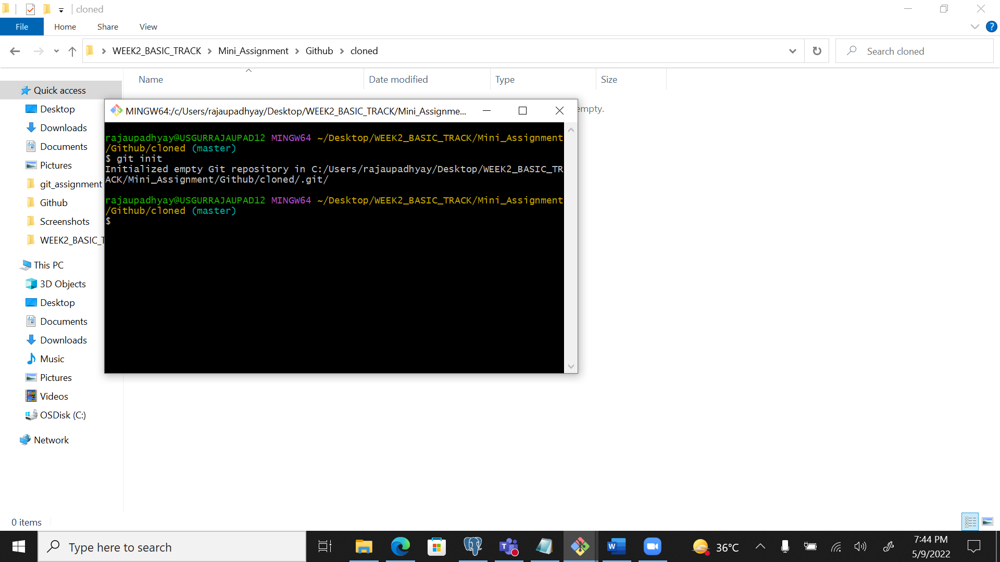 cloned
File Home Share View
WEEK2_BASIC_TRACK Mini_Assignment Github cloned
Search cloned
Name Date modified Type Size
Quick access
Desktop
Downloads
Documents
Pictures
git_assignment
Github
Screenshots
WEEK2_BASIC_T
This PC
3D Objects
Desktop
Documents
Downloads
Music
Pictures
Videos
OSDisk (C:)
Network
empty.
MINGW64:/c/Users/rajaupadhyay/Desktop/WEEK2_BASIC_TRACK/Mini_Assignme...
rajaupadhyay@USGURRAJAUPAD12 MINGW64 ~/Desktop/WEEK2_BASIC_TRACK/Mini_Assignment
/Github/cloned (master)
$ git init
Initialized empty Git repository in C:/Users/rajaupadhyay/Desktop/WEEK2_BASIC_TR
ACK/Mini_Assignment/Github/cloned/.git/
rajaupadhyay@USGURRAJAUPAD12 MINGW64 ~/Desktop/WEEK2_BASIC_TRACK/Mini_Assignment
/Github/cloned (master)
$
0 items
Type here to search
36°C
7:44 PM
5/9/2022